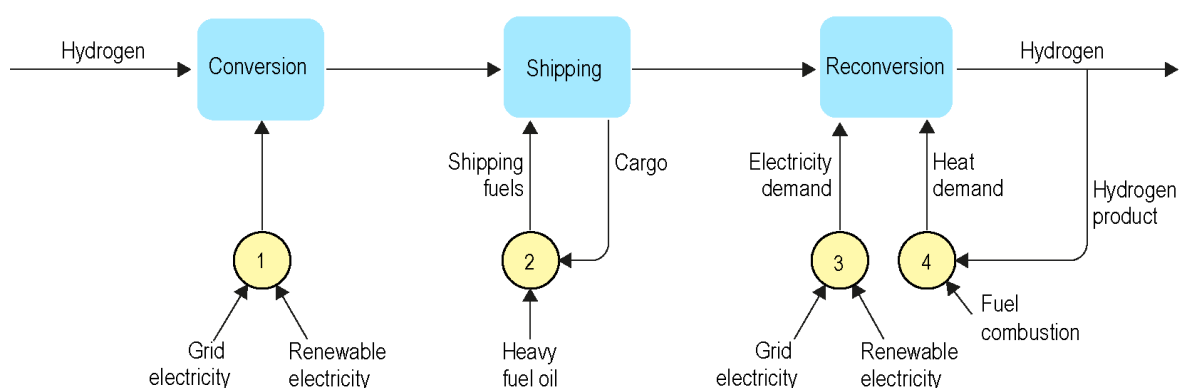 Hydrogen
Conversion
Shipping
Reconversion
Hydrogen
Shipping
fuels
Cargo
Electricity
demand
Heat
demand
Hydrogen
product
1
2
3
4
Grid
electricity
Renewable
electricity
Heavy
fuel oil
Grid
electricity
Renewable
electricity
Fuel
combustion